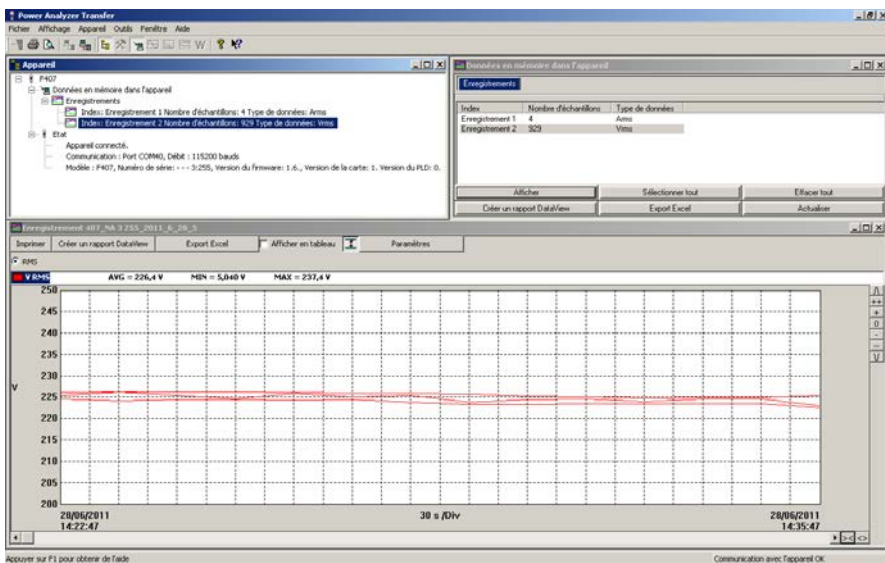 Power Analyzer Transfer
Fichier Affichage Appareil Outils Fenêtre Aide
Appareil
F407
Données en mémoire dans l'appareil
Enregistrements
Index: Enregistrement 1 Nombre d'échantillons: 4 Type de données: Arms
Index: Enregistrement 2 Nombre d'échantillons: 929 Type de données: Vrms
Etat
Appareil connecté.
Communication : Port COM40, Débit : 115200 bauds
Modèle : F407, Numéro de série: - - - 3:255, Version du firmware: 1.6., Version de la carte: 1. Version du PLD: 0.
Données en mémoire dans l'appareil
Enregistrements
Index Nombre d'échantillons Type de données
Enregistrement 1 4 Arms
Enregistrement 2 929 Vrms
Afficher Sélectionner tout Effacer tout
Créer un rapport DataView Export Excel Actualiser
Enregistrement 407_NA 3 255_2011_6_28_5
Imprimer Créer un rapport DataView Export Excel Afficher en tableau Paramètres
RMS
V RMS AVG = 226,4 V MIN = 5,040 V MAX = 237,4 V
250
245
240
235
230
V
225
220
215
210
205
200
28/06/2011 30 s /Div 28/06/2011
14:22:47 14:35:47
Appuyer sur F1 pour obtenir de l'aide Communication avec l'appareil OK